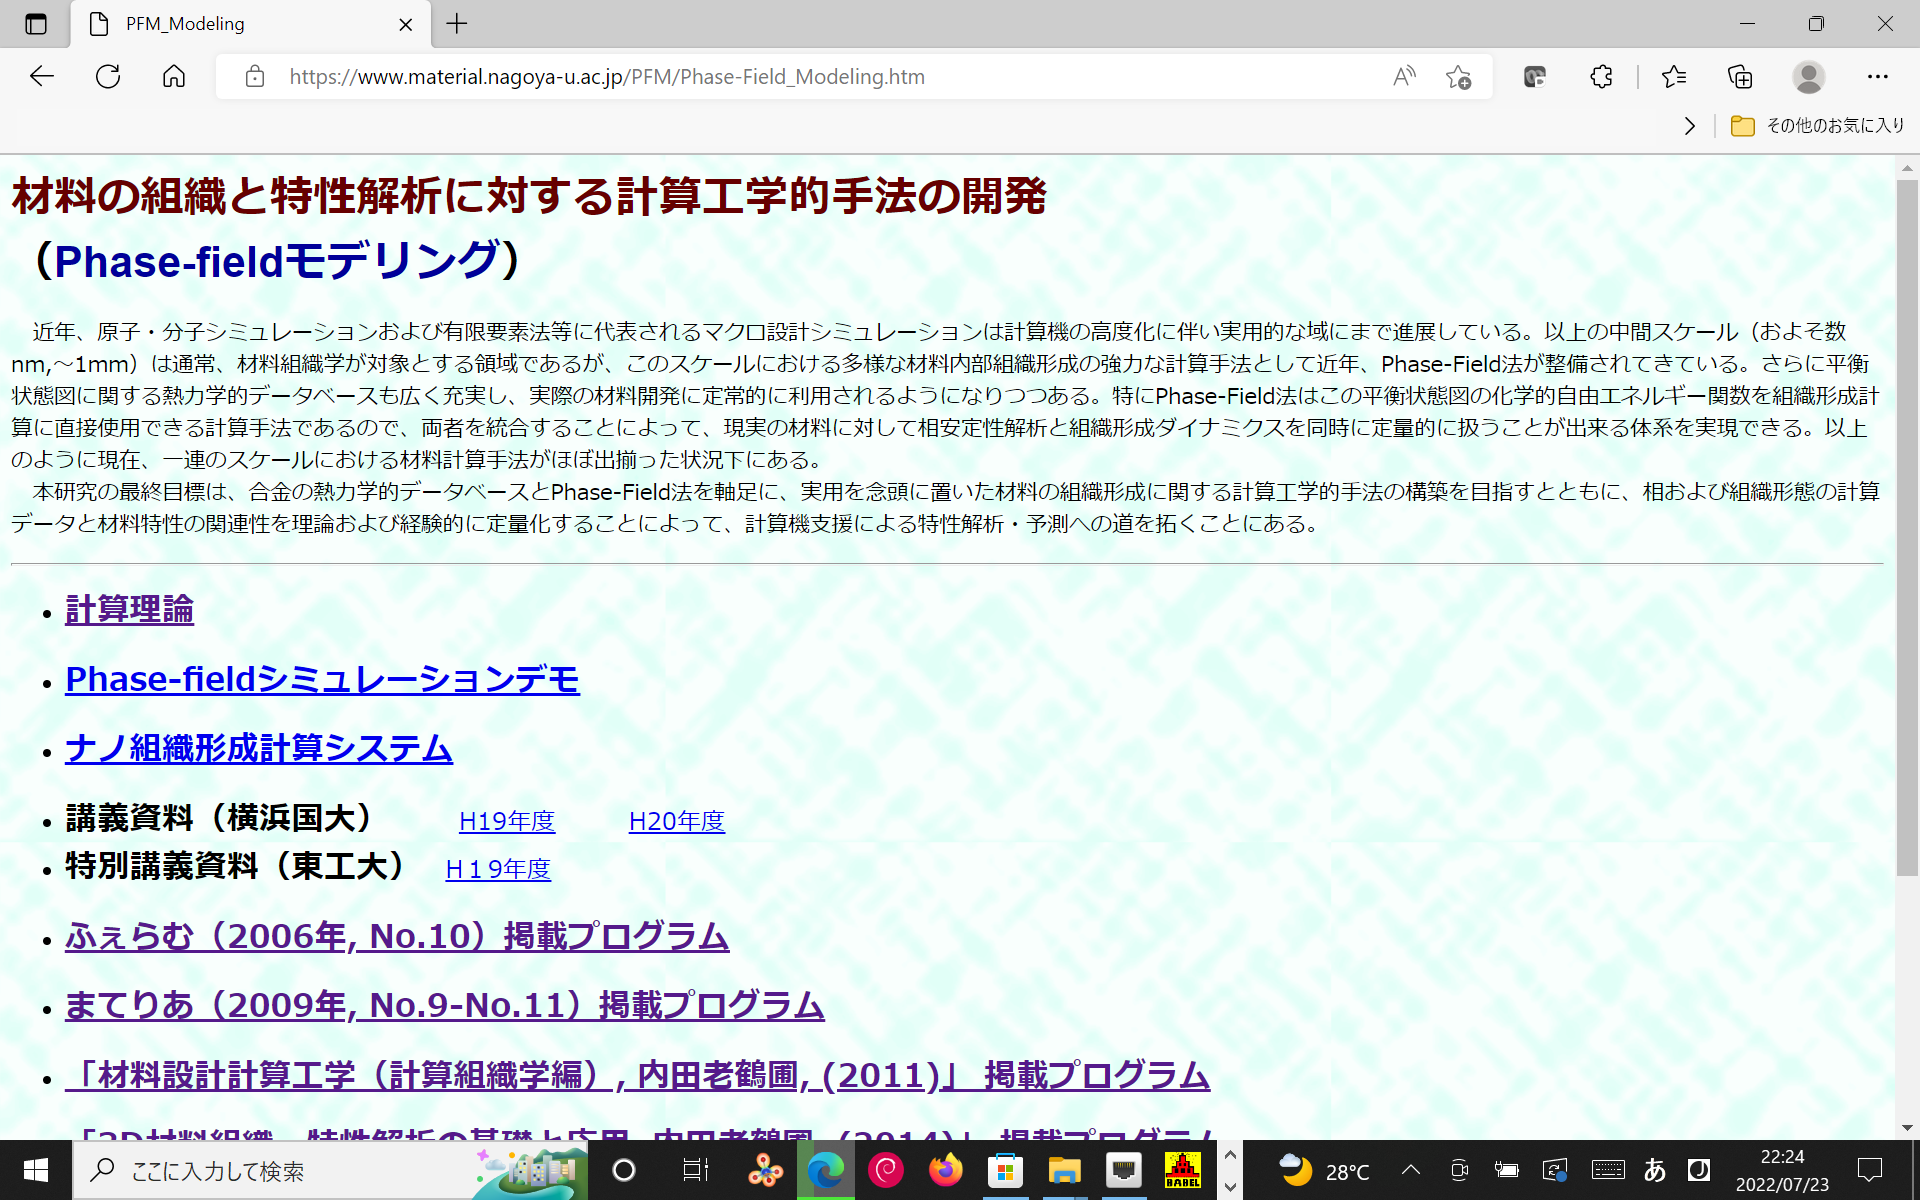 PFM_Modeling
https://www.material.nagoya-u.ac.jp/PFM/Phase-Field_Modeling.htm
その他のお気に入り
材料の組織と特性解析に対する計算工学的手法の開発
（Phase-fieldモデリング）
近年、原子・分子シミュレーションおよび有限要素法等に代表されるマクロ設計シミュレーションは計算機の高度化に伴い実用的な域にまで進展している。以上の中間スケール（およそ数
nm,～1mm）は通常、材料組織学が対象とする領域であるが、このスケールにおける多様な材料内部組織形成の強力な計算手法として近年、Phase-Field法が整備されてきている。さらに平衡
状態図に関する熱力学的データベースも広く充実し、実際の材料開発に定常的に利用されるようになりつつある。特にPhase-Field法はこの平衡状態図の化学的自由エネルギー関数を組織形成計
算に直接使用できる計算手法であるので、両者を統合することによって、現実の材料に対して相安定性解析と組織形成ダイナミクスを同時に定量的に扱うことが出来る体系を実現できる。以上
のように現在、一連のスケールにおける材料計算手法がほぼ出揃った状況下にある。
本研究の最終目標は、合金の熱力学的データベースとPhase-Field法を軸足に、実用を念頭に置いた材料の組織形成に関する計算工学的手法の構築を目指すとともに、相および組織形態の計算
データと材料特性の関連性を理論および経験的に定量化することによって、計算機支援による特性解析・予測への道を拓くことにある。
・計算理論
・Phase-fieldシミュレーションデモ
・ナノ組織形成計算システム
・講義資料（横浜国大） H19年度 H20年度
・特別講義資料（東工大） H１9年度
・ふぇらむ（2006年, No.10）掲載プログラム
・まてりあ（2009年, No.9-No.11）掲載プログラム
・「材料設計計算工学（計算組織学編）, 内田老鶴圃, (2011)」 掲載プログラム
「3D材料組織・特性解析の基礎と応用, 内田老鶴圃, (2014)」 掲載プログラム
ここに入力して検索
BABEL
28°C
あ
22:24
2022/07/23